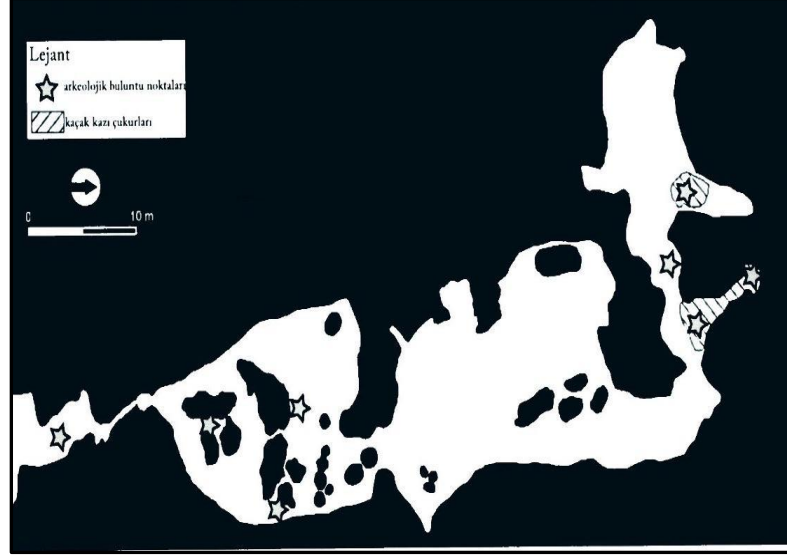 Lejant
arkeolojik buluntu noktaları
kaçak kazı çukurları
0 10 m